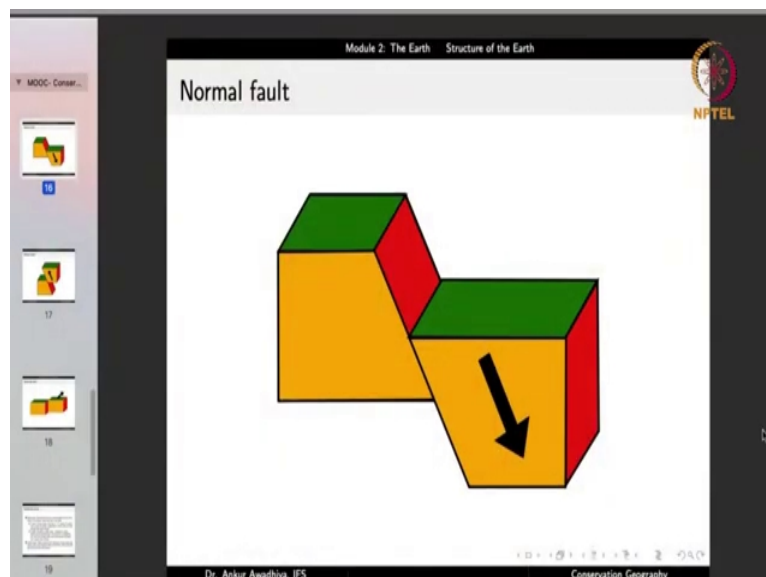 Module 2: The Earth Structure of the Earth
NPTEL
MOOC- Conser...
Normal fault
16
17
18
19
Dr. Ankur Awadhiya, IFS
Conservation Geography